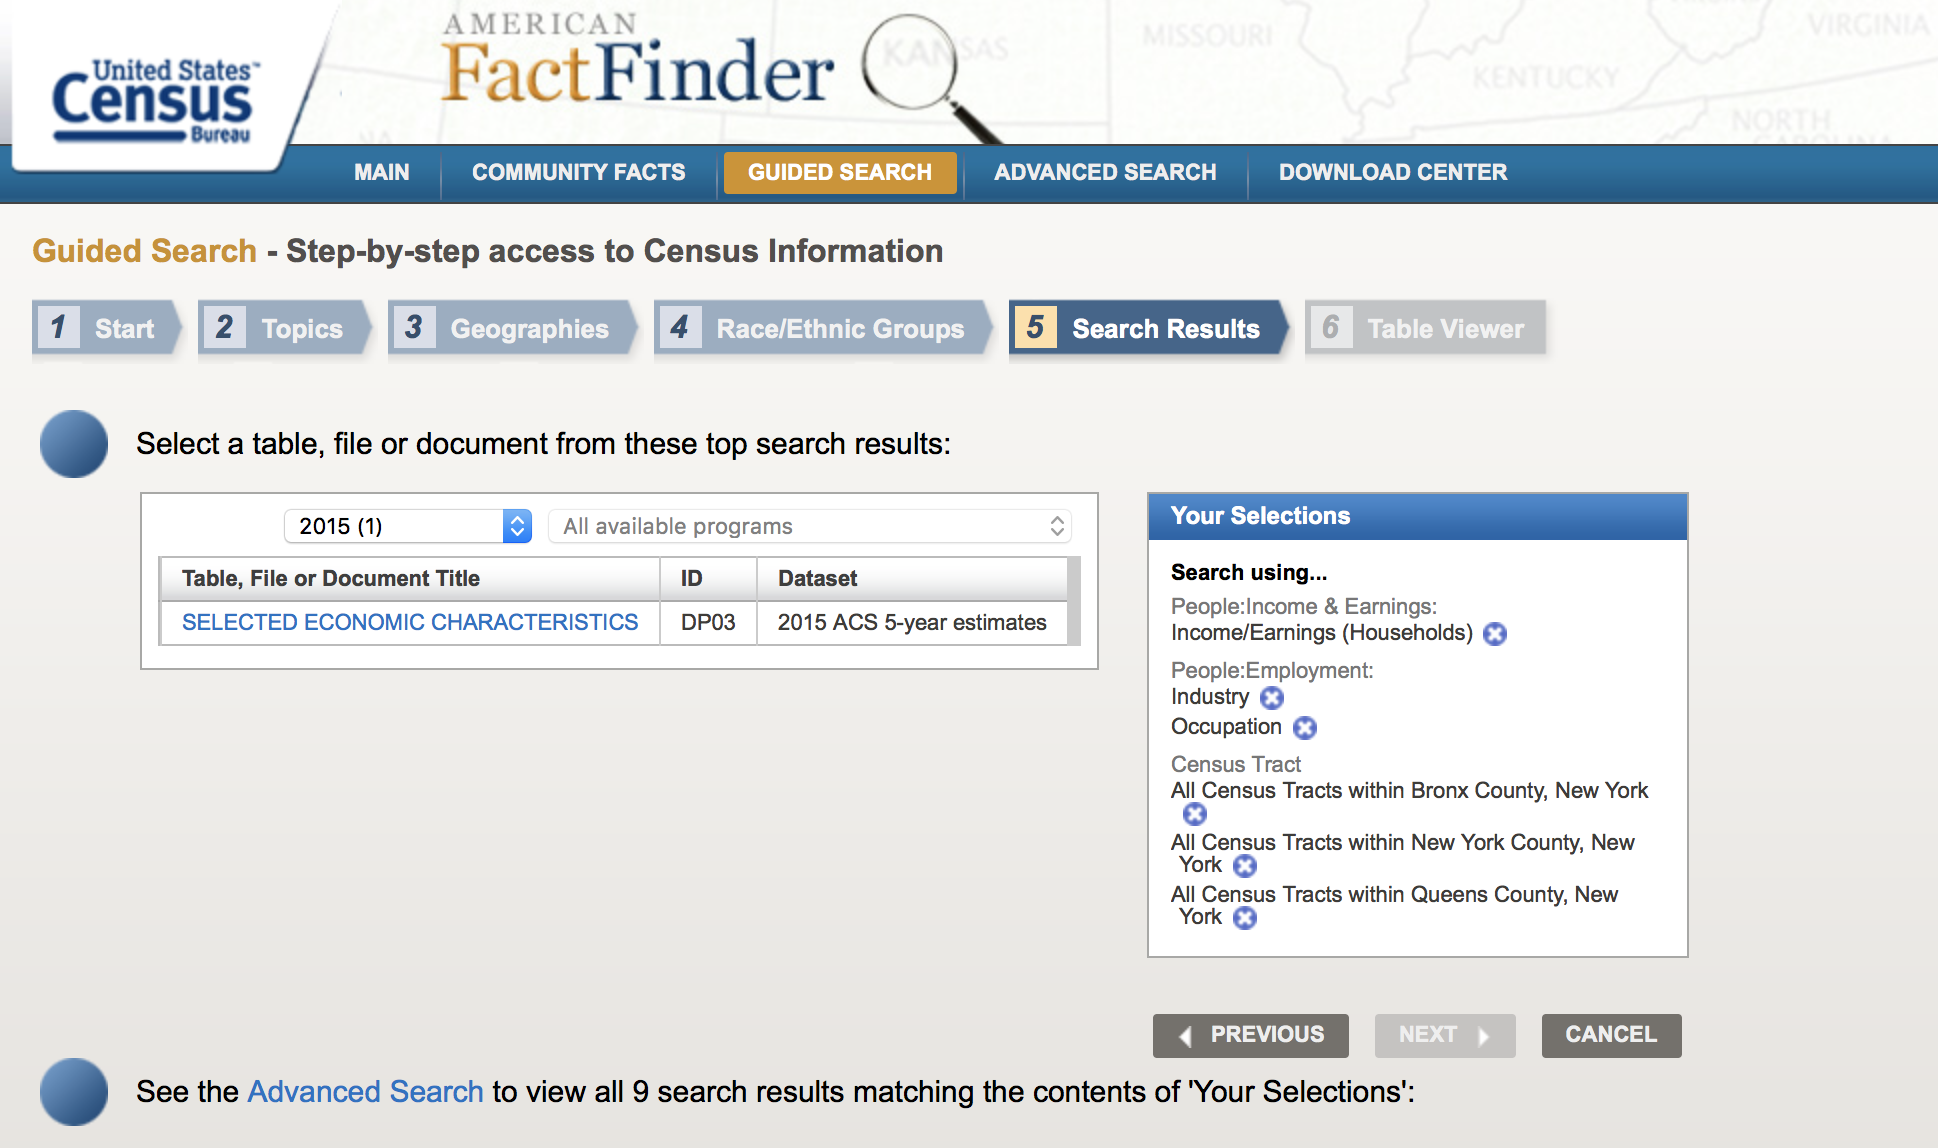 United States™
Census
Bureau
AMERICAN
FactFinder
KANSAS
MISSOURI
KENTUCKY
VIRGINIA
NORTH
CAROLINA
NA
MAIN
COMMUNITY FACTS
GUIDED SEARCH
ADVANCED SEARCH
DOWNLOAD CENTER
Guided Search - Step-by-step access to Census Information
1 Start
2 Topics
3 Geographies
4 Race/Ethnic Groups
5 Search Results
6 Table Viewer
Select a table, file or document from these top search results:
2015 (1)
All available programs
Table, File or Document Title ID Dataset
SELECTED ECONOMIC CHARACTERISTICS DP03 2015 ACS 5-year estimates
Your Selections
Search using...
People:Income & Earnings:
Income/Earnings (Households)
People:Employment:
Industry
Occupation
Census Tract
All Census Tracts within Bronx County, New York
All Census Tracts within New York County, New
York
All Census Tracts within Queens County, New
York
PREVIOUS
NEXT
CANCEL
See the Advanced Search to view all 9 search results matching the contents of 'Your Selections':